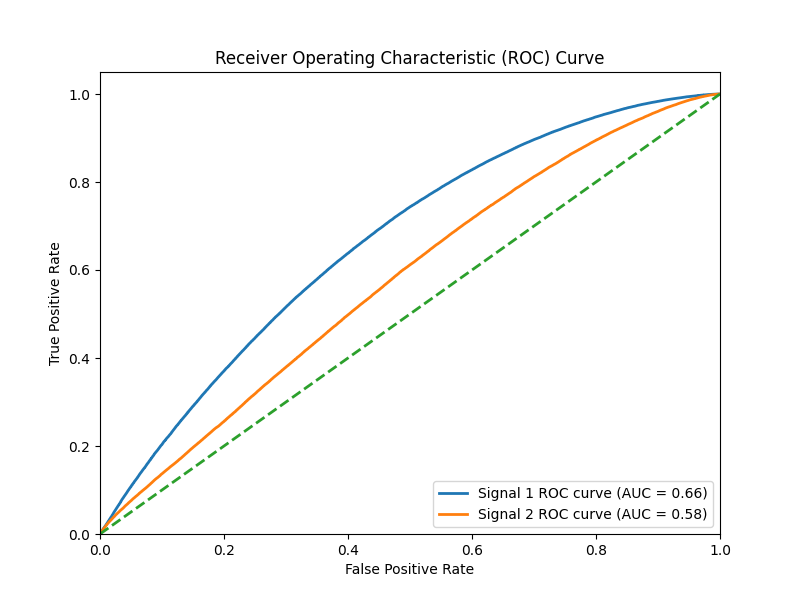 Receiver Operating Characteristic (ROC) Curve
True Positive Rate
1.0
0.8
0.6
0.4
0.2
0.0
Signal 1 ROC curve (AUC = 0.66)
Signal 2 ROC curve (AUC = 0.58)
0.0 0.2 0.4 0.6 0.8 1.0
False Positive Rate